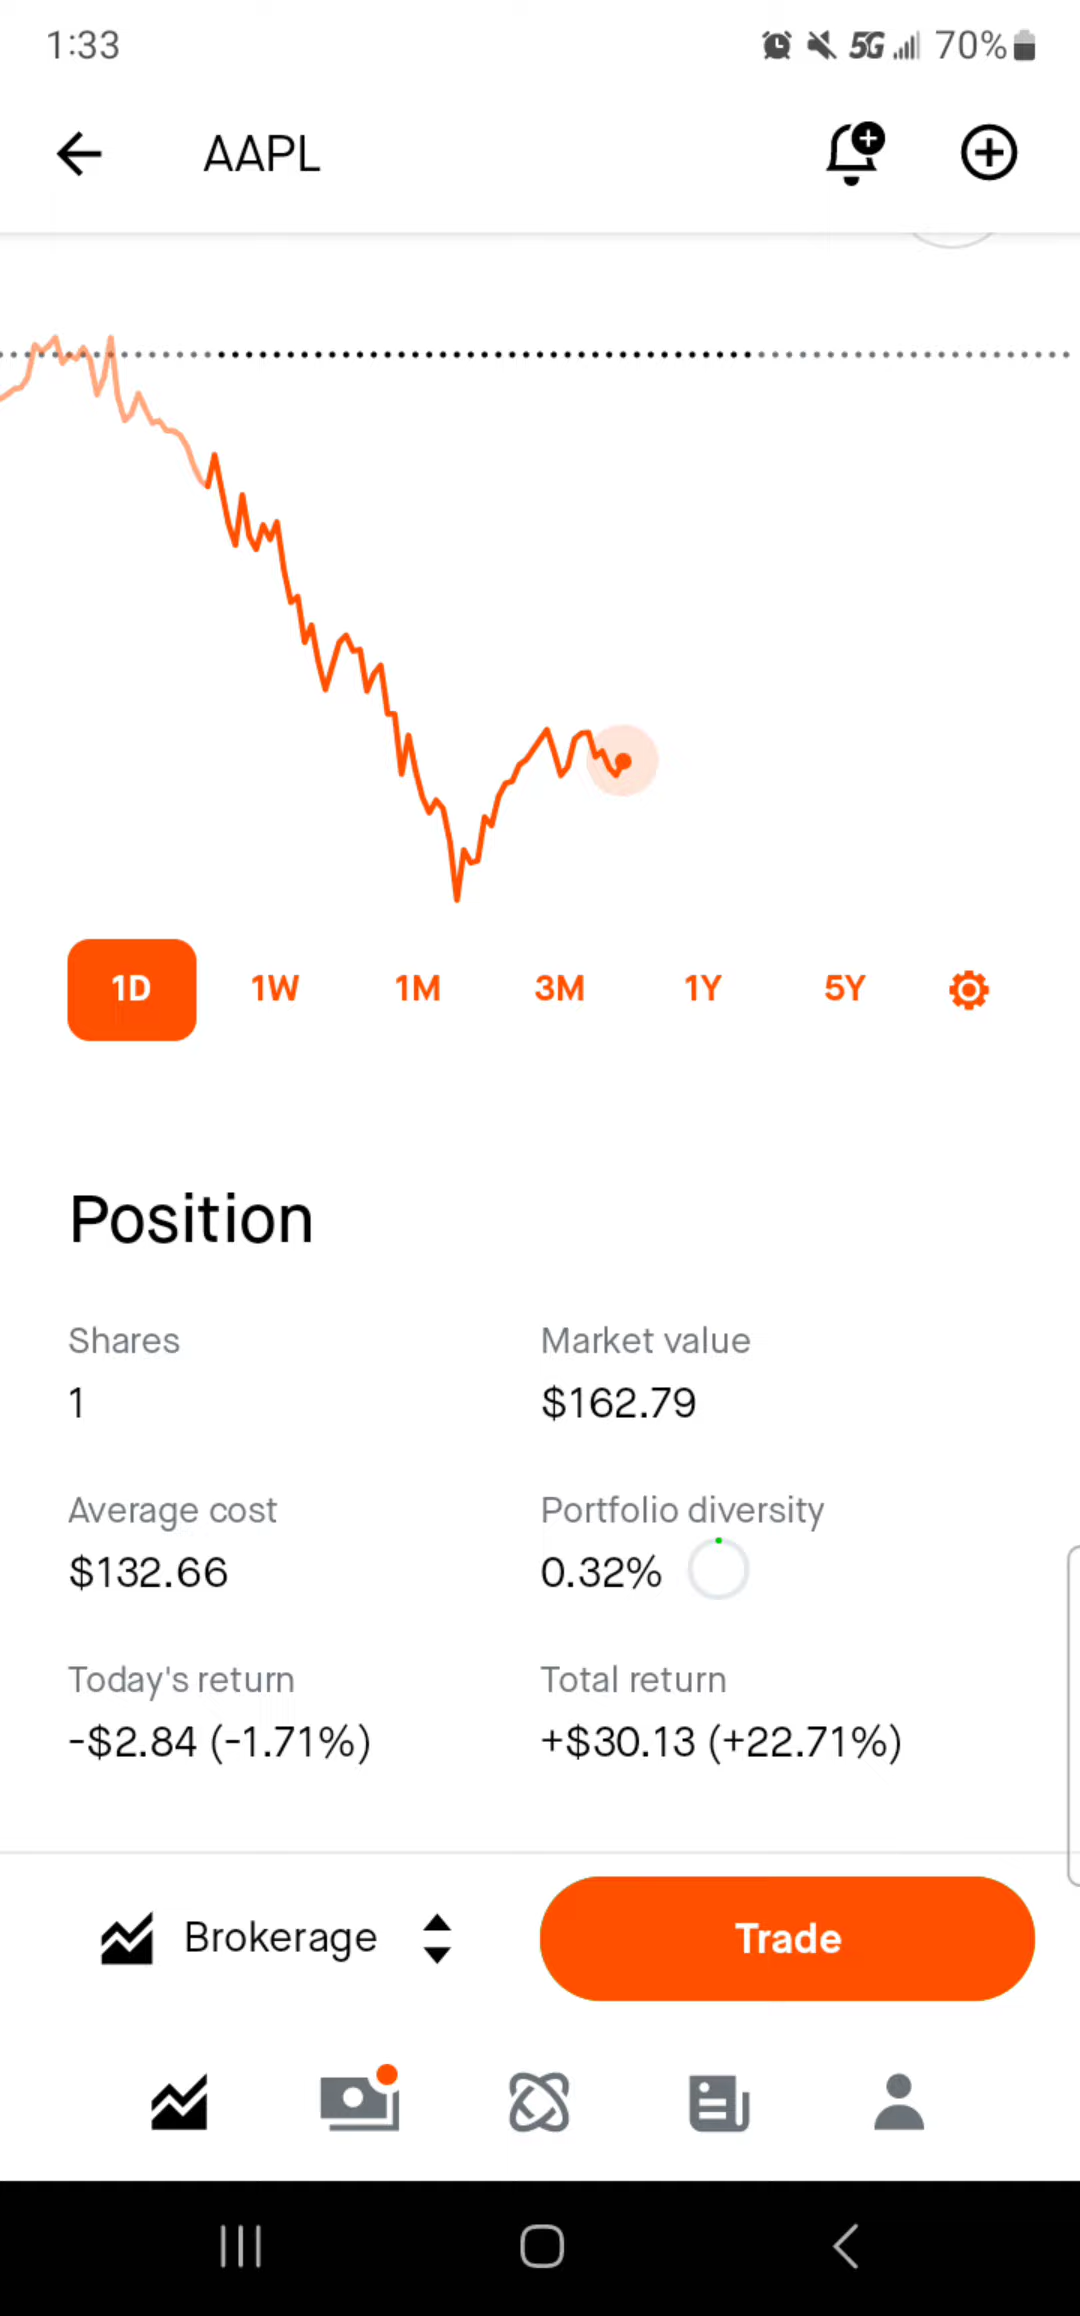 1:33 5G 70%
AAPL
1D 1W 1M 3M 1Y 5Y
Position
Shares Market value
1 $162.79
Average cost Portfolio diversity
$132.66 0.32%
Today's return Total return
-$2.84 (-1.71%) +$30.13 (+22.71%)
Brokerage Trade